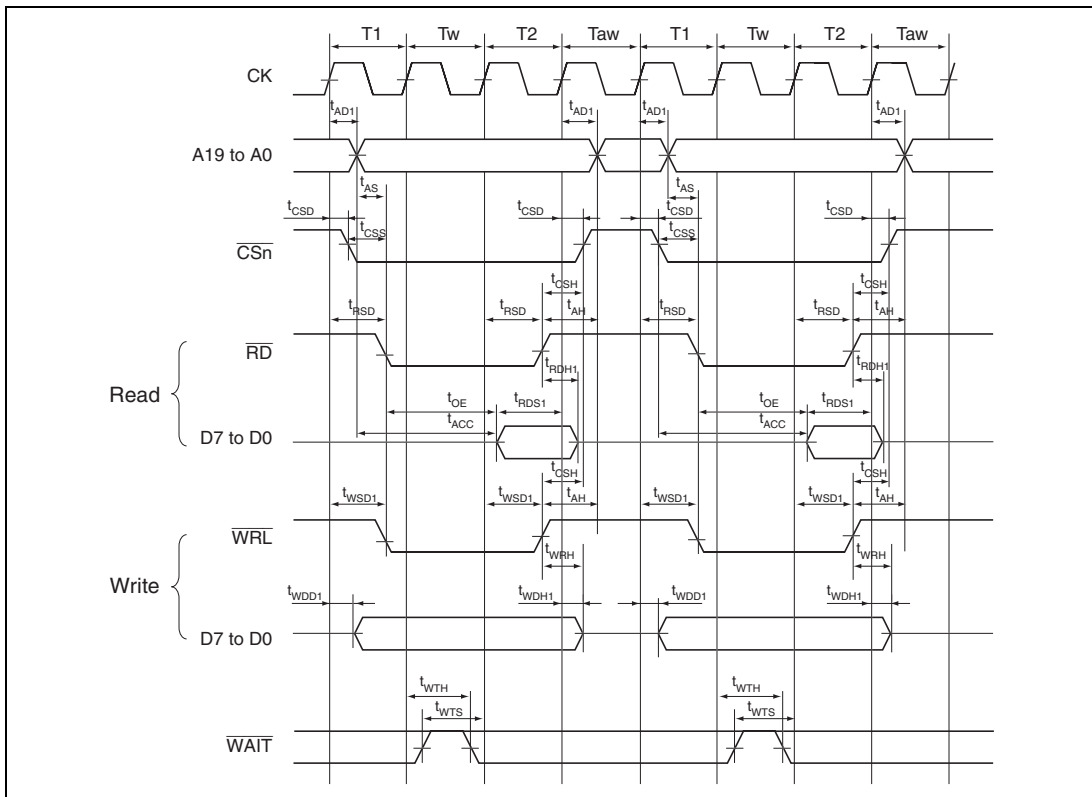 T1 Tw T2 Taw T1 Tw T2 Taw
CK
tAD1 tAD1 tAD1 tAD1
A19 to A0
tAS tAS
tCSD tCSD tCSD tCSD
tCSS tCSS
CSn
tCSH tCSH
tRSD tRSD tAH tRSD tRSD tAH
RD
tRDH1 tRDH1
Read
tOE tRDS1 tOE tRDS1
tACC tACC
D7 to D0
tCSH tCSH
tWSD1 tWSD1 tAH tWSD1 tWSD1 tAH
WRL
tWRH tWRH
Write
tWDD1 tWDH1 tWDD1 tWDH1
D7 to D0
tWTH tWTH
tWTS tWTS
WAIT